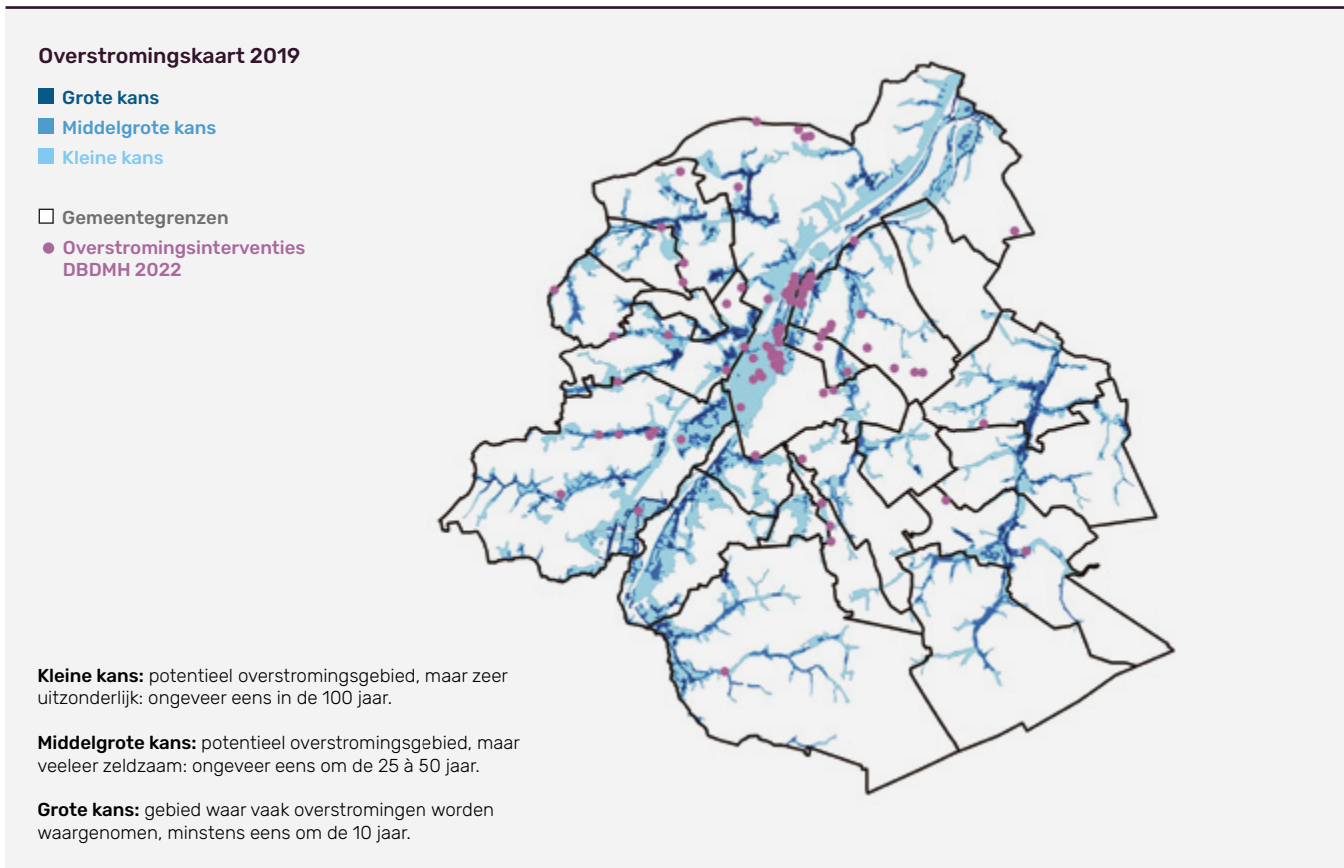 Overstromingskaart 2019
Grote kans
Middelgrote kans
Kleine kans
Gemeentegrenzen
Overstromingsinterventies
DBDMH 2022
Kleine kans: potentieel overstromingsgebied, maar zeer
uitzonderlijk: ongeveer eens in de 100 jaar.
Middelgrote kans: potentieel overstromingsgebied, maar
veeleer zeldzaam: ongeveer eens om de 25 à 50 jaar.
Grote kans: gebied waar vaak overstromingen worden
waargenomen, minstens eens om de 10 jaar.